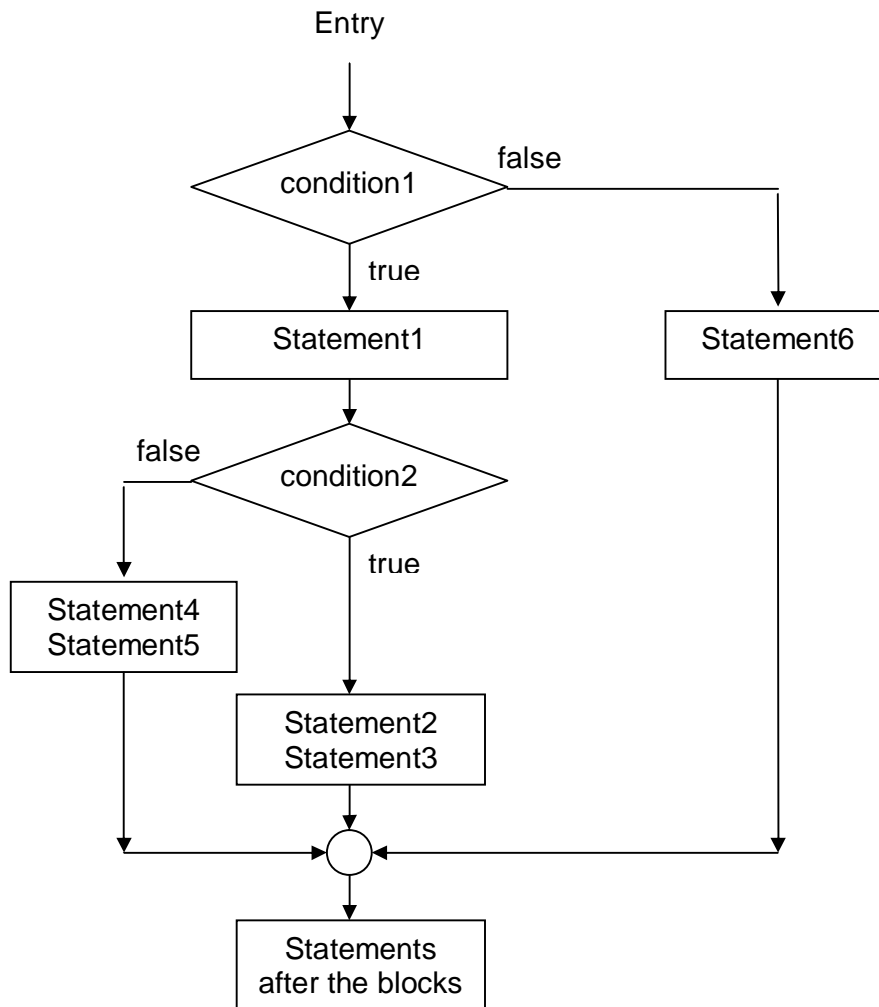 Entry
condition1
false
true
Statement1
Statement6
false
condition2
true
Statement4
Statement5
Statement2
Statement3
Statements
after the blocks